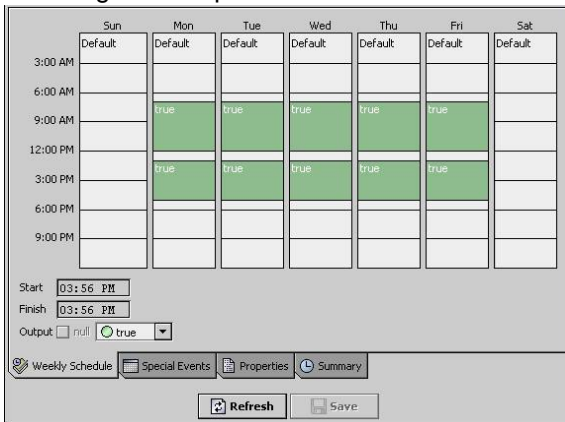 Sun Mon Tue Wed Thu Fri Sat
Default Default Default Default Default Default Default
3:00 AM
6:00 AM
true true true true true
9:00 AM
12:00 PM
true true true true true
3:00 PM
6:00 PM
9:00 PM
Start 03:56 PM
Finish 03:56 PM
Output null true
Weekly Schedule Special Events Properties Summary
Refresh Save